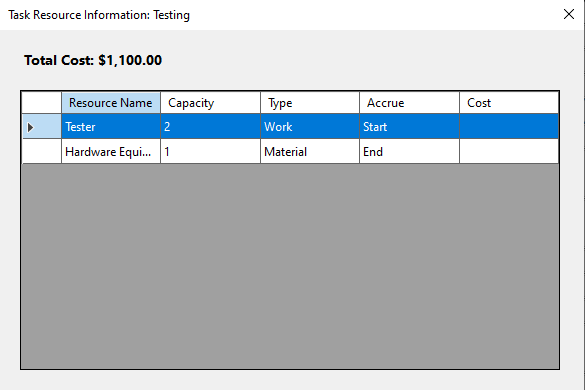 Task Resource Information: Testing
Total Cost: $1,100.00
Resource Name Capacity Type Accrue Cost
Tester 2 Work Start
Hardware Equi... 1 Material End